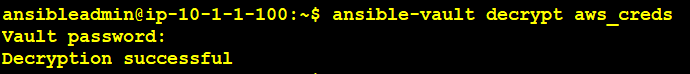 ansibleadmin@ip-10-1-1-100:~$ ansible-vault decrypt aws_creds
Vault password:
Decryption successful